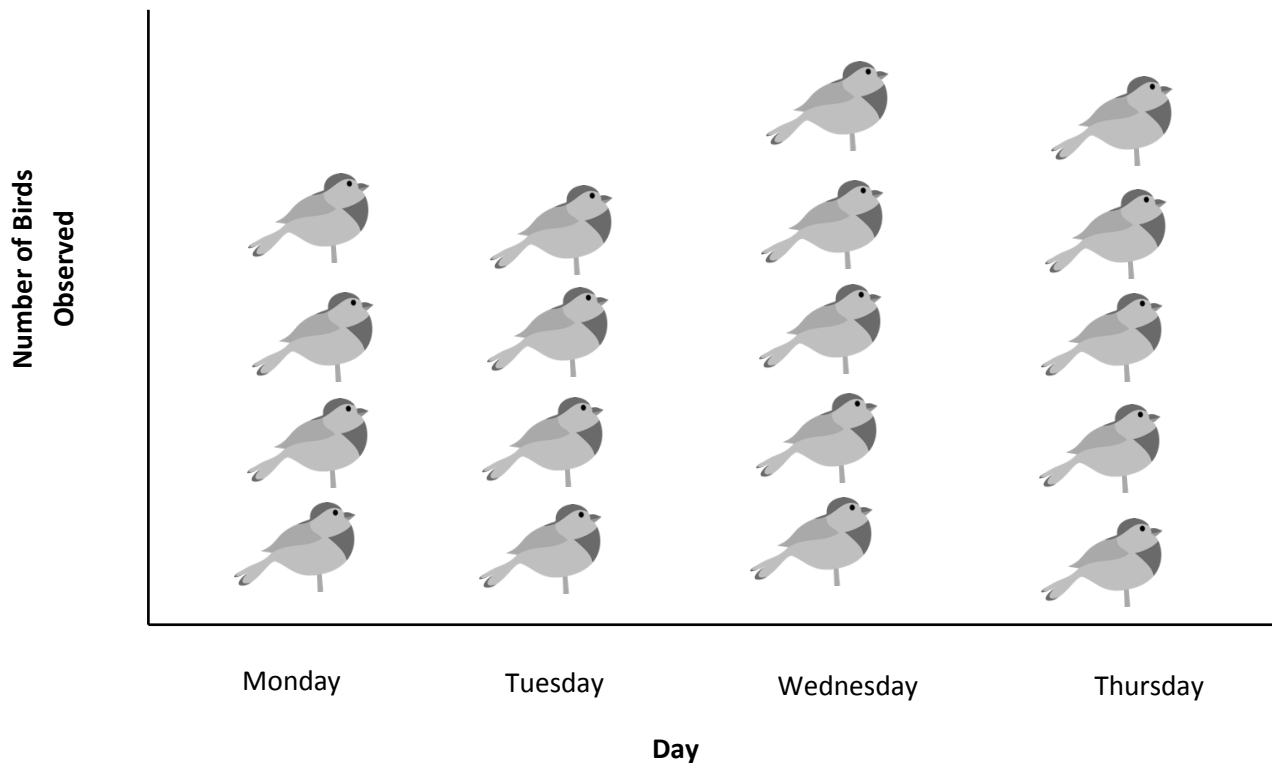 Number of Birds
Observed
Monday
Tuesday
Wednesday
Thursday
Day